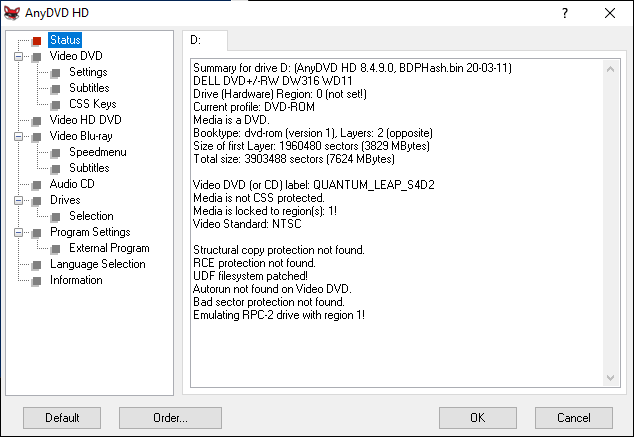 AnyDVD HD
?
Status
Video DVD
Settings
Subtitles
CSS Keys
Video HD DVD
Video Blu-ray
Speedmenu
Subtitles
Audio CD
Drives
Selection
Program Settings
External Program
Language Selection
Information
D:
Summary for drive D: (AnyDVD HD 8.4.9.0, BDPHash.bin 20-03-11)
DELL DVD+/-RW DW316 WD11
Drive (Hardware) Region: 0 (not set!)
Current profile: DVD-ROM
Media is a DVD.
Booktype: dvd-rom (version 1), Layers: 2 (opposite)
Size of first Layer: 1960480 sectors (3829 MBytes)
Total size: 3903488 sectors (7624 MBytes)
Video DVD (or CD) label: QUANTUM_LEAP_S4D2
Media is not CSS protected.
Media is locked to region(s): 1!
Video Standard: NTSC
Structural copy protection not found.
RCE protection not found.
UDF filesystem patched!
Autorun not found on Video DVD.
Bad sector protection not found.
Emulating RPC-2 drive with region 1!
Default
Order...
OK
Cancel